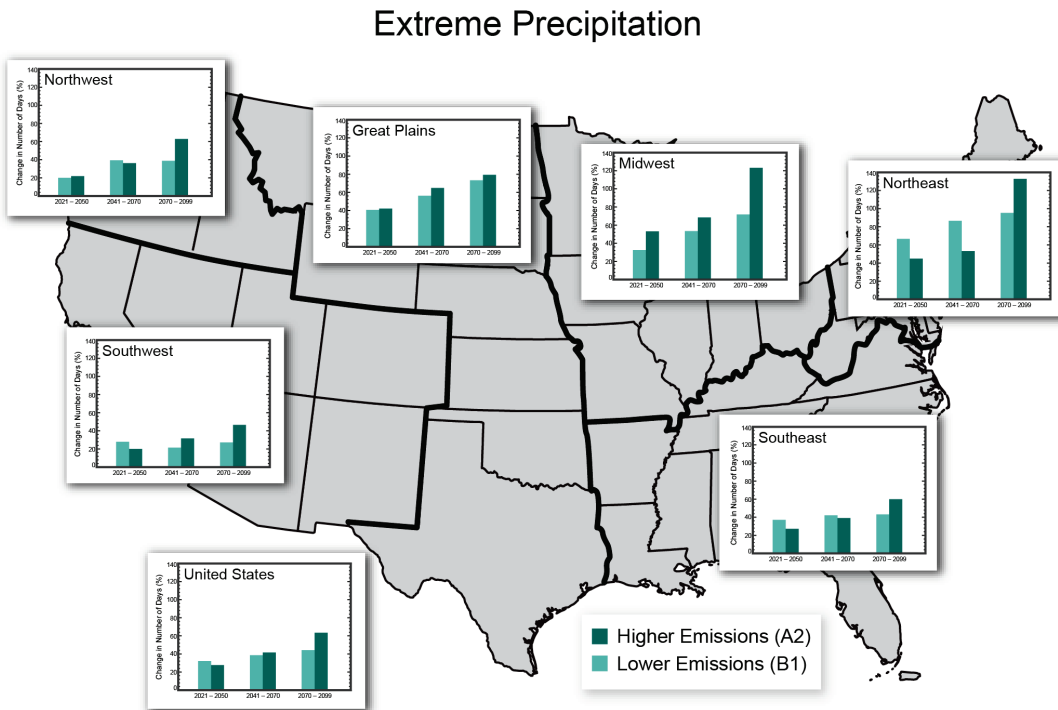 Extreme Precipitation
Northwest
Change in Number of Days (%)
140
120
100
80
60
40
20
0
2021 – 2050
2041 – 2070
2070 – 2099
Great Plains
Change in Number of Days (%)
140
120
100
80
60
40
20
0
2021 – 2050
2041 – 2070
2070 – 2099
Midwest
Change in Number of Days (%)
140
120
100
80
60
40
20
0
2021 – 2050
2041 – 2070
2070 – 2099
Northeast
Change in Number of Days (%)
140
120
100
80
60
40
20
0
2021 – 2050
2041 – 2070
2070 – 2099
Southwest
Change in Number of Days (%)
140
120
100
80
60
40
20
0
2021 – 2050
2041 – 2070
2070 – 2099
Southeast
Change in Number of Days (%)
140
120
100
80
60
40
20
0
2021 – 2050
2041 – 2070
2070 – 2099
United States
Change in Number of Days (%)
140
120
100
80
60
40
20
0
2021 – 2050
2041 – 2070
2070 – 2099
Higher Emissions (A2)
Lower Emissions (B1)